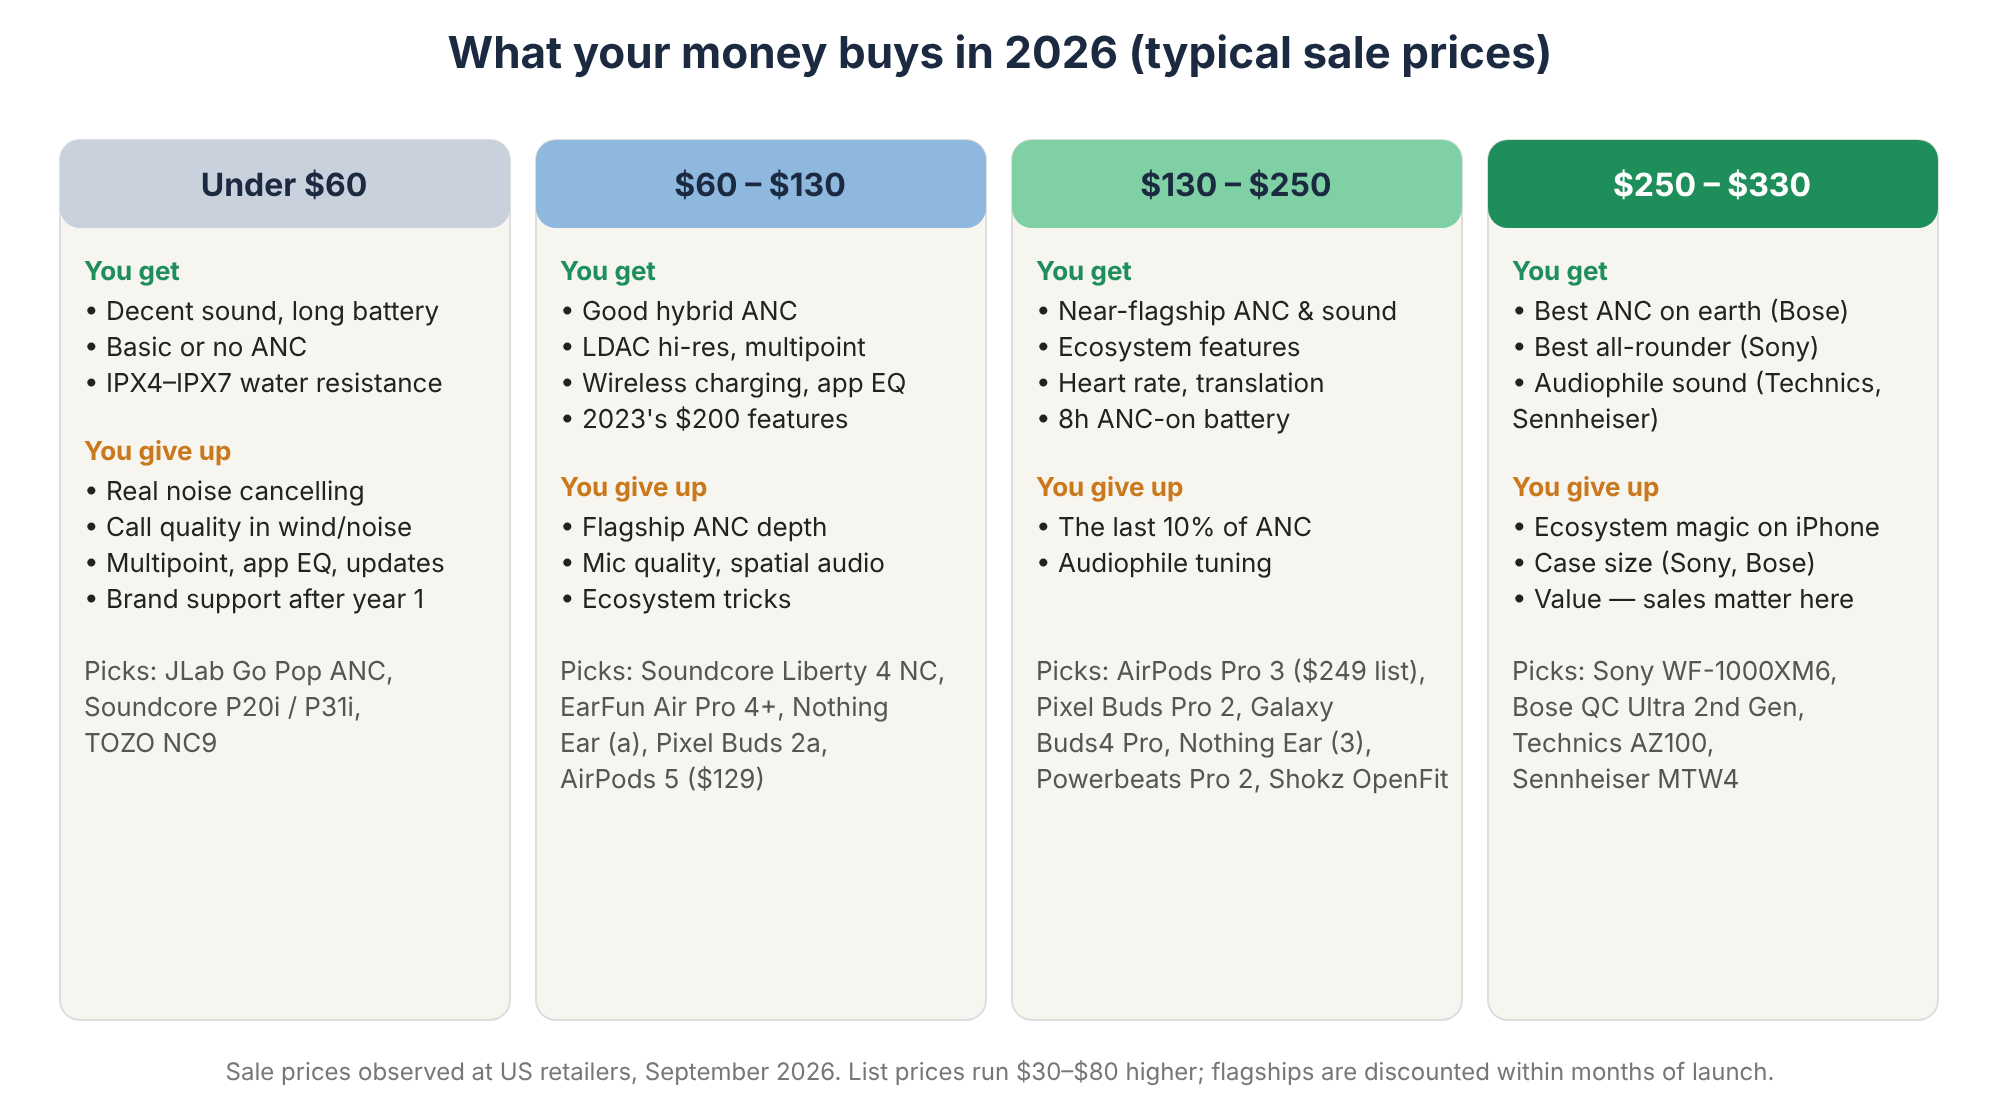 What your money buys in 2026 (typical sale prices)
Under $60
You get
• Decent sound, long battery
• Basic or no ANC
• IPX4–IPX7 water resistance
You give up
• Real noise cancelling
• Call quality in wind/noise
• Multipoint, app EQ, updates
• Brand support after year 1
Picks: JLab Go Pop ANC,
Soundcore P20i / P31i,
TOZO NC9
$60 – $130
You get
• Good hybrid ANC
• LDAC hi-res, multipoint
• Wireless charging, app EQ
• 2023's $200 features
You give up
• Flagship ANC depth
• Mic quality, spatial audio
• Ecosystem tricks
Picks: Soundcore Liberty 4 NC,
EarFun Air Pro 4+, Nothing
Ear (a), Pixel Buds 2a,
AirPods 5 ($129)
$130 – $250
You get
• Near-flagship ANC & sound
• Ecosystem features
• Heart rate, translation
• 8h ANC-on battery
You give up
• The last 10% of ANC
• Audiophile tuning
Picks: AirPods Pro 3 ($249 list),
Pixel Buds Pro 2, Galaxy
Buds4 Pro, Nothing Ear (3),
Powerbeats Pro 2, Shokz OpenFit
$250 – $330
You get
• Best ANC on earth (Bose)
• Best all-rounder (Sony)
• Audiophile sound (Technics,
Sennheiser)
You give up
• Ecosystem magic on iPhone
• Case size (Sony, Bose)
• Value — sales matter here
Picks: Sony WF-1000XM6,
Bose QC Ultra 2nd Gen,
Technics AZ100,
Sennheiser MTW4
Sale prices observed at US retailers, September 2026. List prices run $30–$80 higher; flagships are discounted within months of launch.